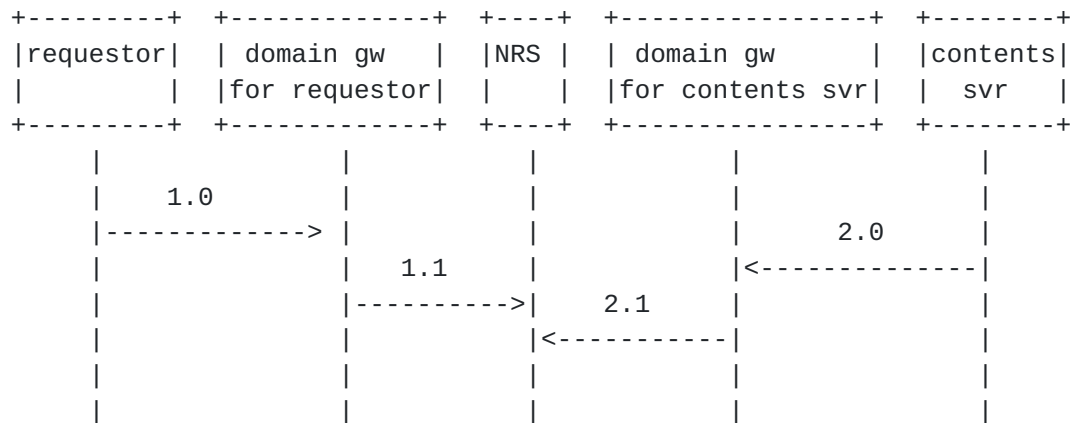 +---------+  +-------------+  +----+  +----------------+  +--------+
|requestor|  | domain gw   |  |NRS |  | domain gw      |  |contents|
|         |  |for requestor|  |    |  |for contents svr|  |  svr   |
+---------+  +-------------+  +----+  +----------------+  +--------+
     |               |           |            |               |
     |    1.0        |           |            |               |
     |-------------> |           |            |      2.0      |
     |               |   1.1     |            |<--------------|
     |               |---------->|    2.1     |               |
     |               |           |<-----------|               |
     |               |           |            |               |
     |               |           |            |               |